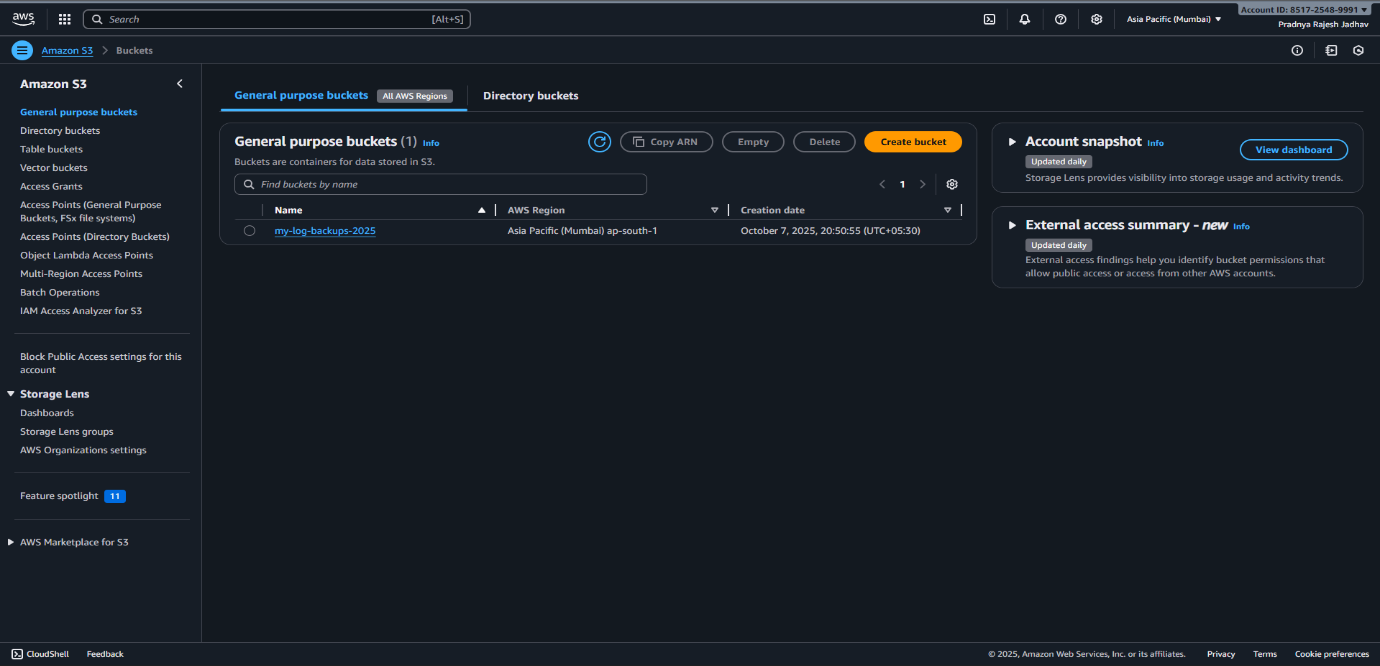 aws
Search [Alt+S]
Asia Pacific (Mumbai)
Account ID: 8517-2548-9991
Pradnya Rajesh Jadhav
Amazon S3 > Buckets
Amazon S3
General purpose buckets
Directory buckets
Table buckets
Vector buckets
Access Grants
Access Points (General Purpose
Buckets, FSx file systems)
Access Points (Directory Buckets)
Object Lambda Access Points
Multi-Region Access Points
Batch Operations
IAM Access Analyzer for S3
Block Public Access settings for this
account
Storage Lens
Dashboards
Storage Lens groups
AWS Organizations settings
Feature spotlight 11
AWS Marketplace for S3
General purpose buckets All AWS Regions Directory buckets
General purpose buckets (1) Info
Copy ARN Empty Delete Create bucket
Buckets are containers for data stored in S3.
Find buckets by name
1
Name AWS Region Creation date
my-log-backups-2025 Asia Pacific (Mumbai) ap-south-1 October 7, 2025, 20:50:55 (UTC+05:30)
Account snapshot Info
View dashboard
Updated daily
Storage Lens provides visibility into storage usage and activity trends.
External access summary - new Info
Updated daily
External access findings help you identify bucket permissions that
allow public access or access from other AWS accounts.
CloudShell Feedback
© 2025, Amazon Web Services, Inc. or its affiliates. Privacy Terms Cookie preferences